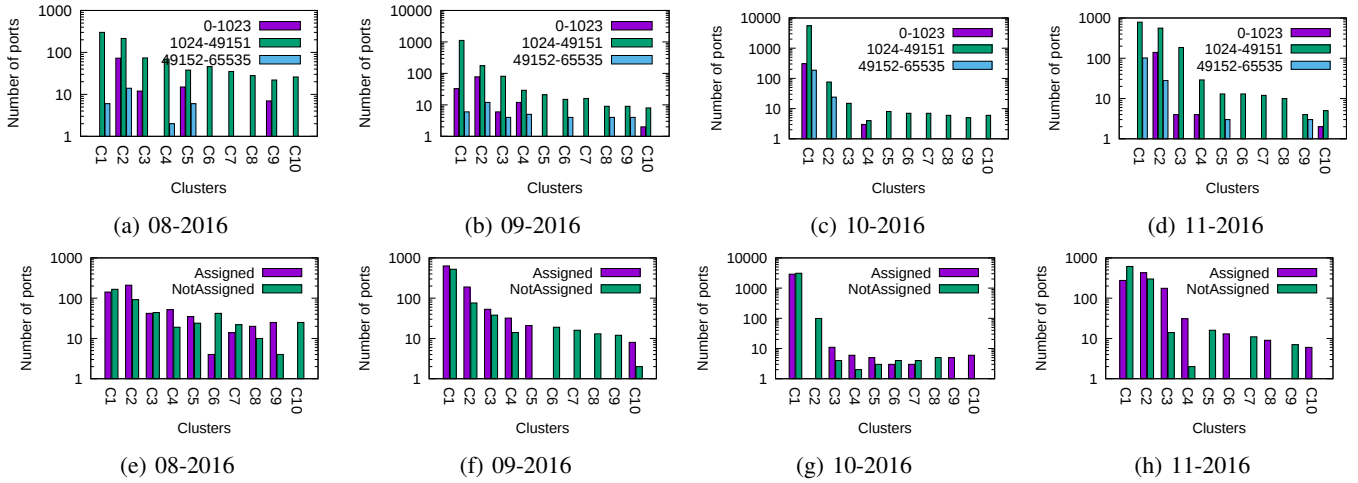 Number of ports
1000
100
10
1
0-1023
1024-49151
49152-65535
C1 C2 C3 C4 C5 C6 C7 C8 C9 C10
Clusters
(a) 08-2016
Number of ports
10000
1000
100
10
1
0-1023
1024-49151
49152-65535
C1 C2 C3 C4 C5 C6 C7 C8 C9 C10
Clusters
(b) 09-2016
Number of ports
10000
1000
100
10
1
0-1023
1024-49151
49152-65535
C1 C2 C3 C4 C5 C6 C7 C8 C9 C10
Clusters
(c) 10-2016
Number of ports
1000
100
10
1
0-1023
1024-49151
49152-65535
C1 C2 C3 C4 C5 C6 C7 C8 C9 C10
Clusters
(d) 11-2016
Number of ports
1000
100
10
1
Assigned
NotAssigned
C1 C2 C3 C4 C5 C6 C7 C8 C9 C10
Clusters
(e) 08-2016
Number of ports
1000
100
10
1
Assigned
NotAssigned
C1 C2 C3 C4 C5 C6 C7 C8 C9 C10
Clusters
(f) 09-2016
Number of ports
10000
1000
100
10
1
Assigned
NotAssigned
C1 C2 C3 C4 C5 C6 C7 C8 C9 C10
Clusters
(g) 10-2016
Number of ports
1000
100
10
1
Assigned
NotAssigned
C1 C2 C3 C4 C5 C6 C7 C8 C9 C10
Clusters
(h) 11-2016